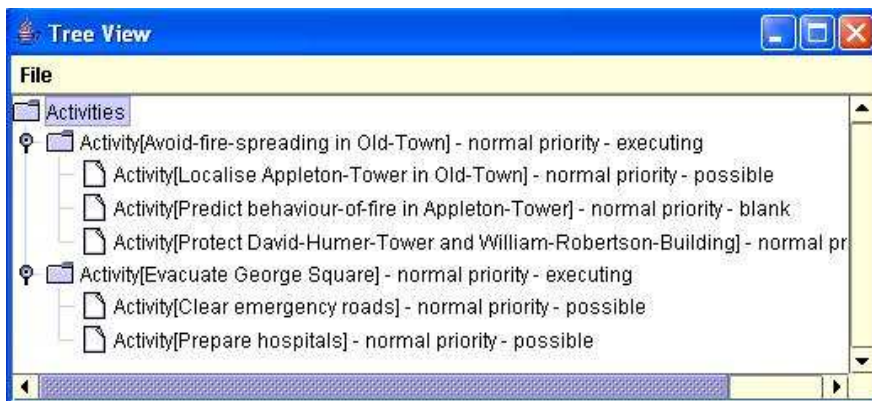 Tree View
File
Activities
Activity[Avoid-fire-spreading in Old-Town] - normal priority - executing
Activity[Localise Appleton-Tower in Old-Town] - normal priority - possible
Activity[Predict behaviour-of-fire in Appleton-Tower] - normal priority - blank
Activity[Protect David-Humer-Tower and William-Robertson-Building] - normal pr
Activity[Evacuate George Square] - normal priority - executing
Activity[Clear emergency roads] - normal priority - possible
Activity[Prepare hospitals] - normal priority - possible